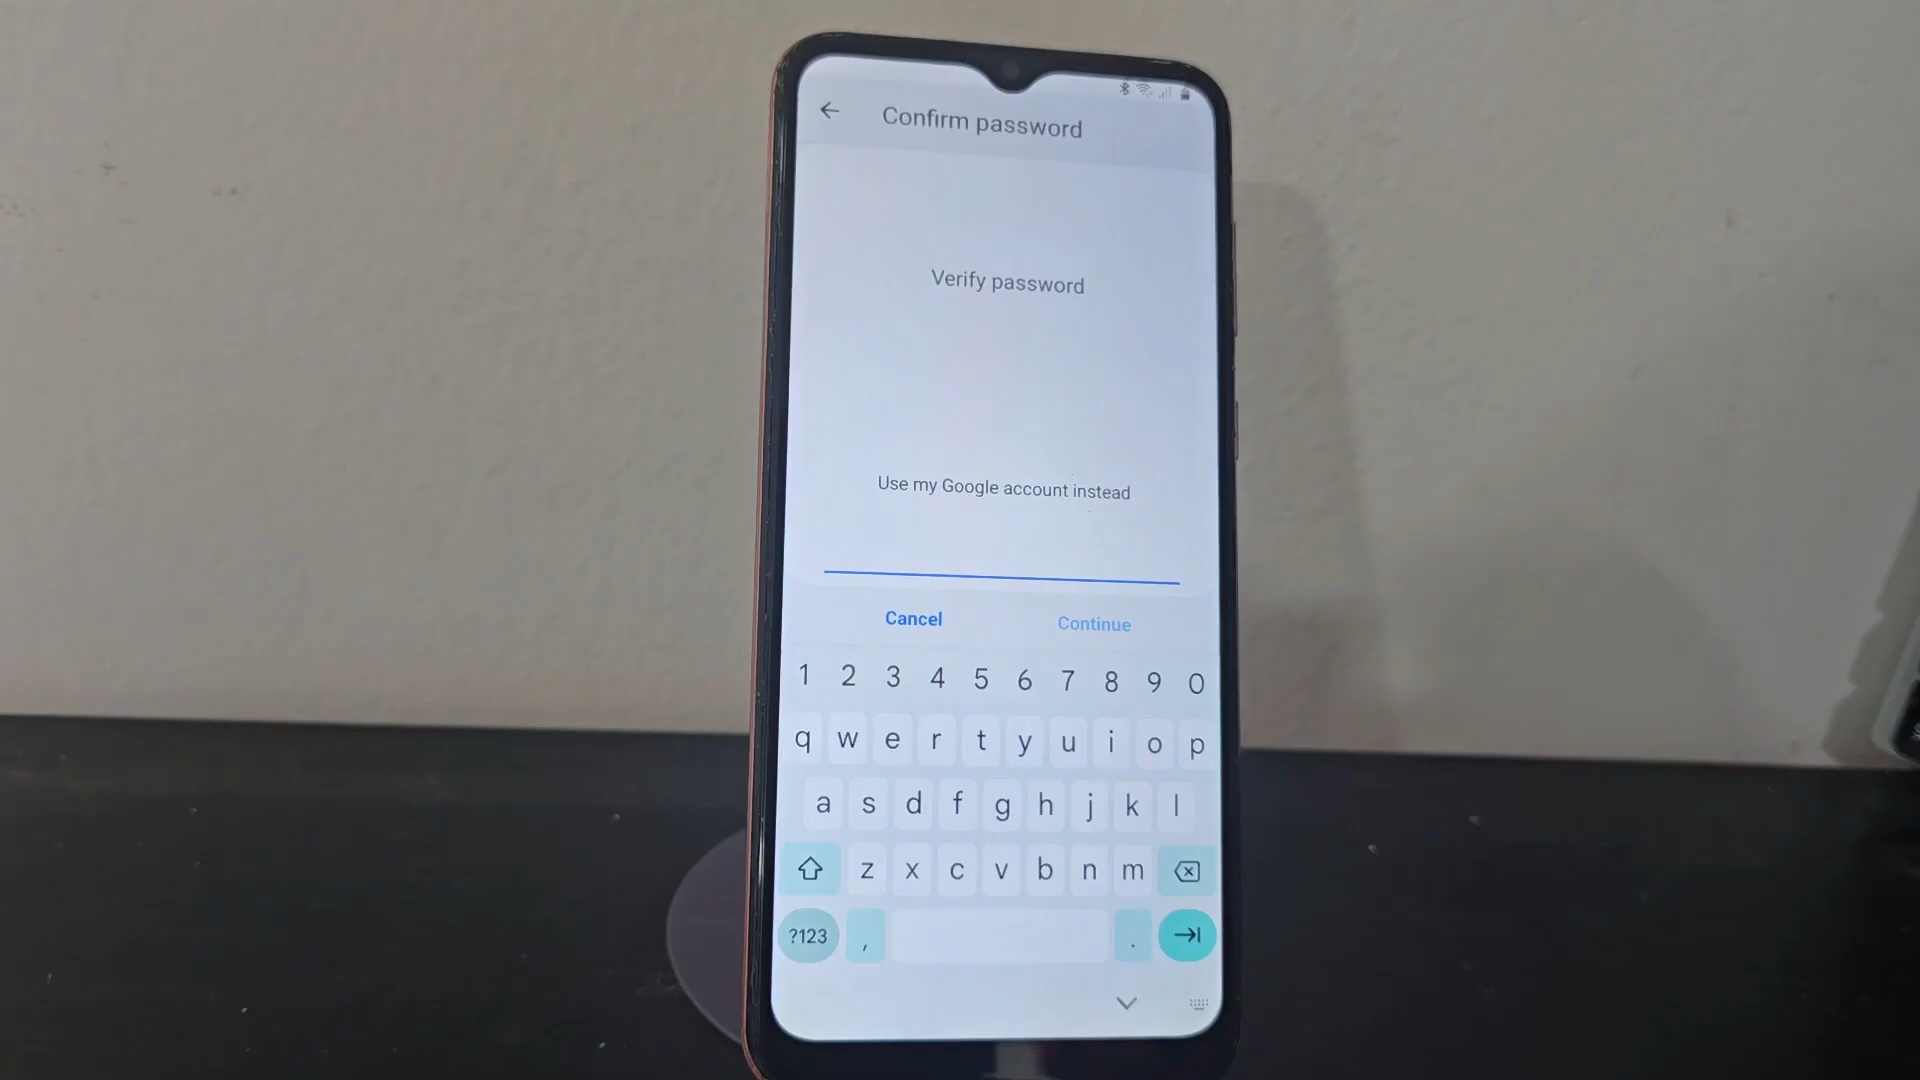 Confirm password
Verify password
Use my Google account instead
Cancel Continue
1 2 3 4 5 6 7 8 9 0
q w e r t y u i o p
a s d f g h j k l
z x c v b n m
?123 , .